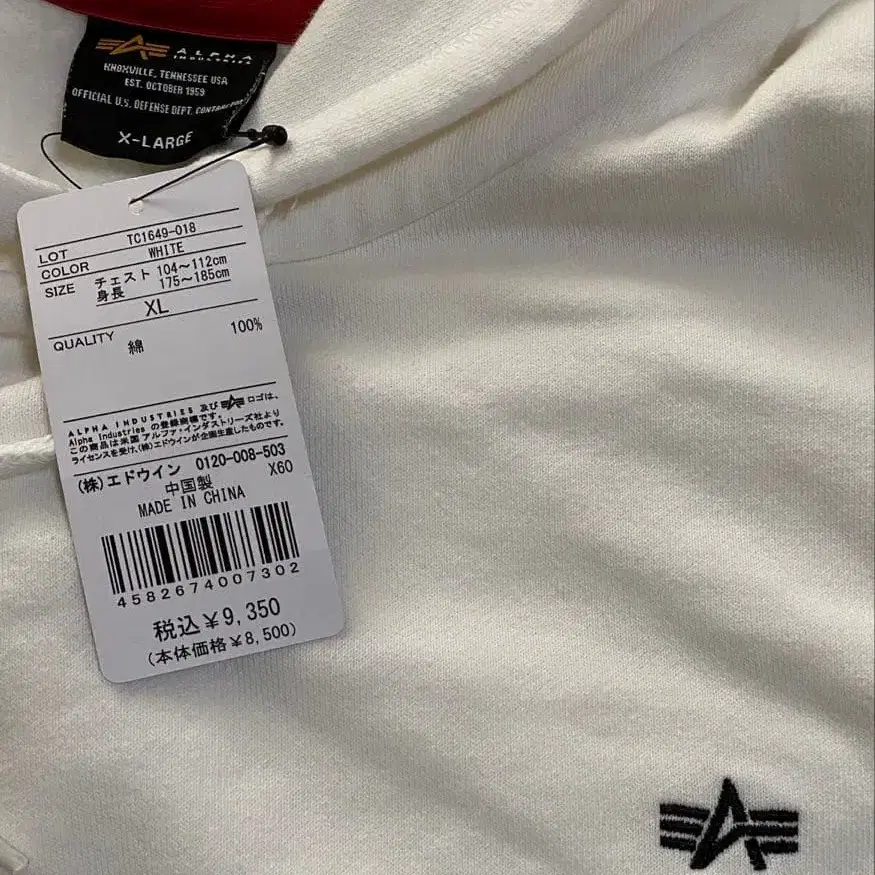 ALPHA
INDUSTRIES
KNOXVILLE, TENNESSEE USA
EST. OCTOBER 1959
OFFICIAL U.S. DEFENSE DEPT. CONTRACTOR
X-LARGE
LOT TC1649-018
COLOR WHITE
SIZE チェスト 104～112cm
身長 175～185cm
XL
QUALITY 綿 100%
ALPHA INDUSTRIES 及び ロゴは、
Alpha Industries の登録商標です。
この商品は米国 アルファ・インダストリーズ社より
ライセンスを受け、(株)エドウインが企画生産したものです。
(株)エドウイン 0120-008-503
中国製 X60
MADE IN CHINA
4582674007302
税込￥9,350
(本体価格￥8,500)